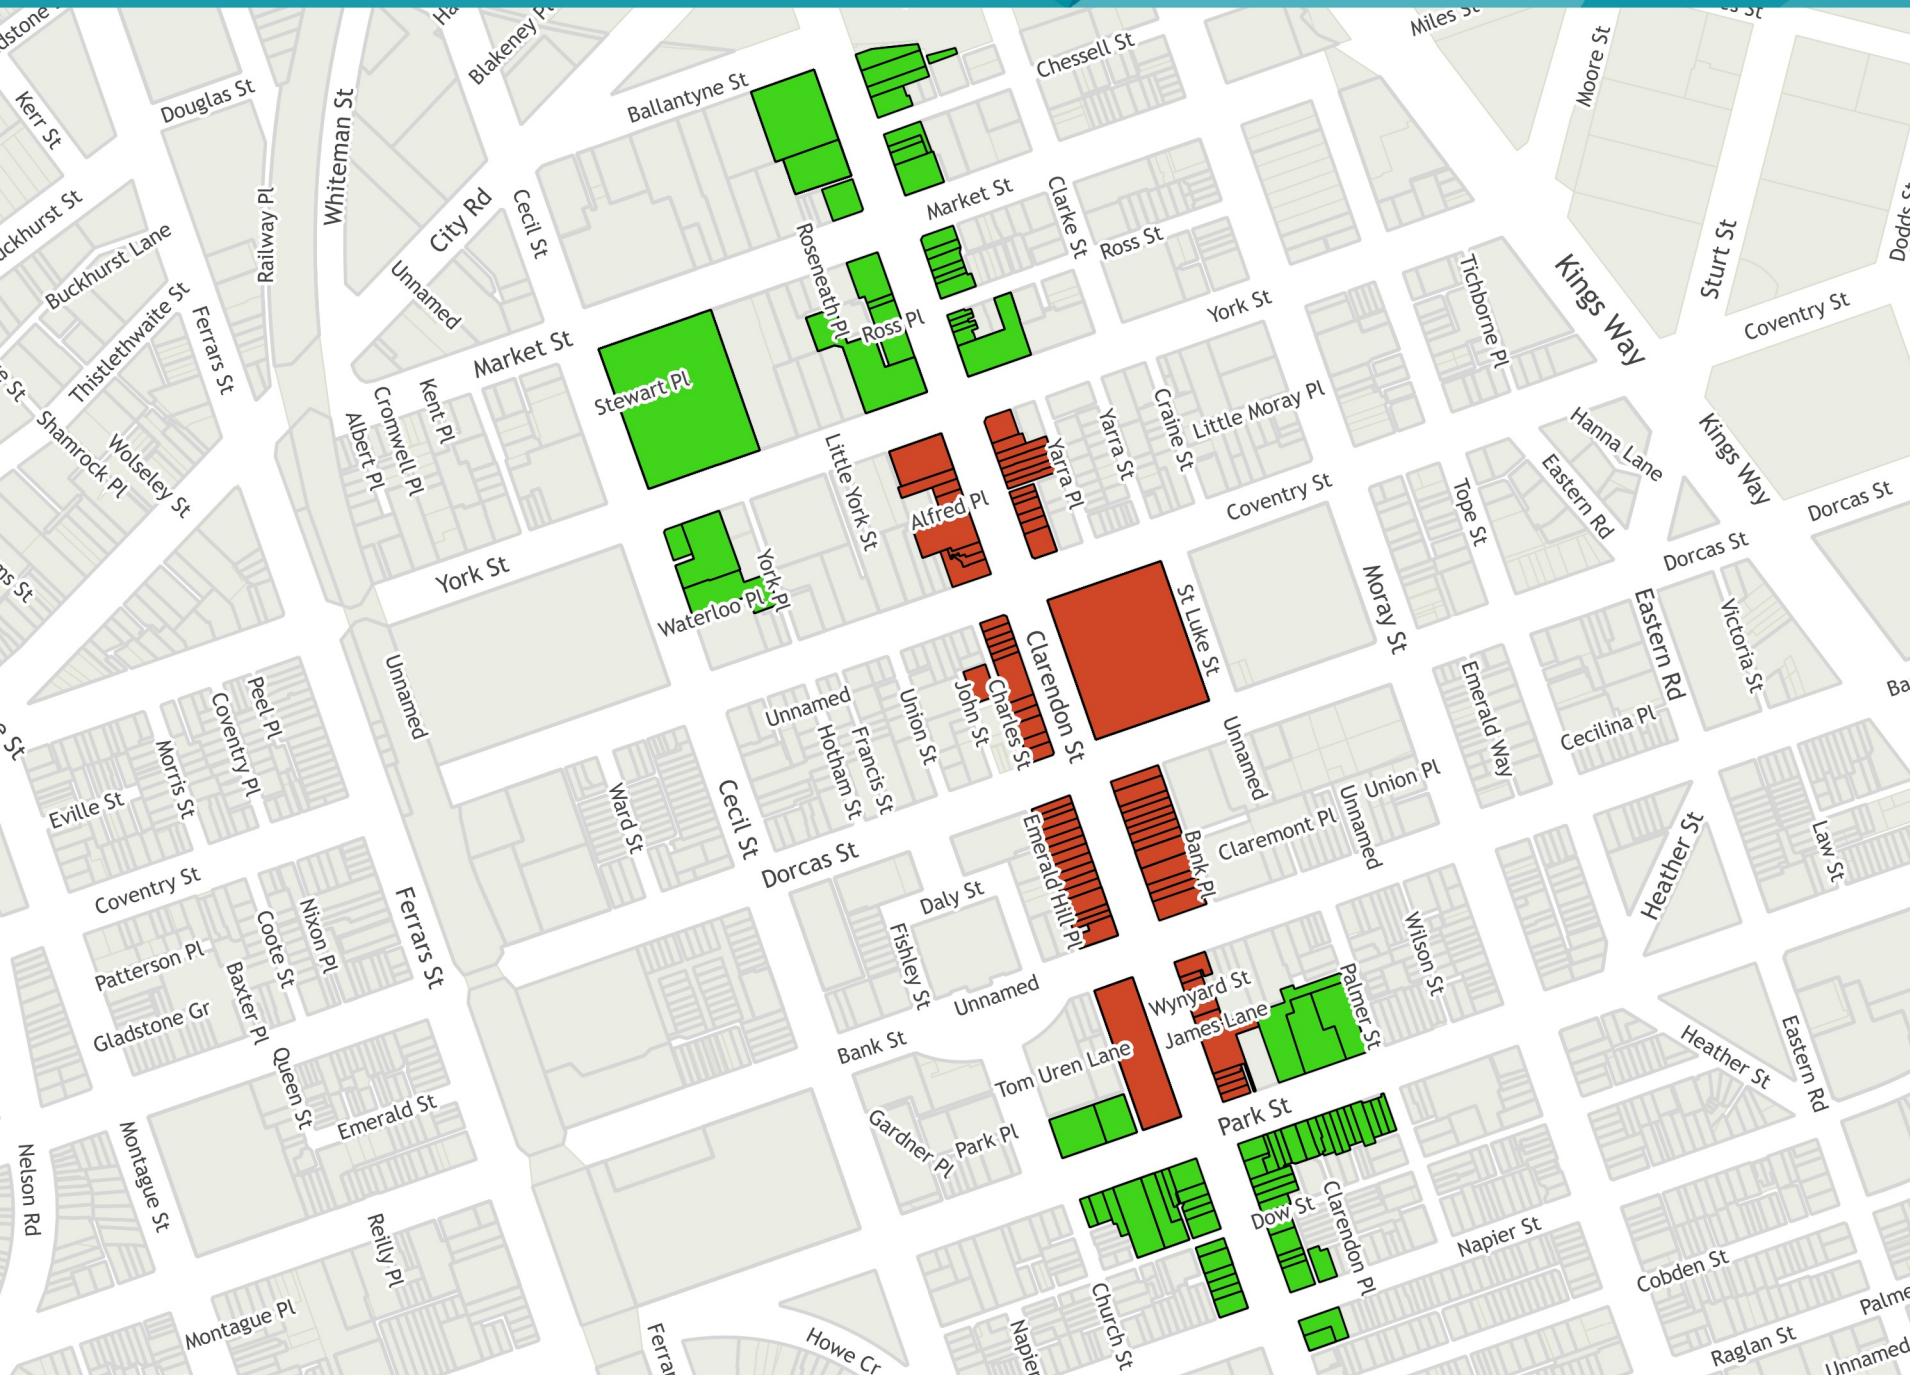 Blakeney Pl
Miles St
Chessell St
Moore St
Kerr St
Douglas St
Whiteman St
Ballantyne St
Railway Pl
City Rd
Cecil St
Market St
Clarke St
Ross St
Buckhurst Lane
Unnamed
Roseneath Pl
Tichborne Pl
Kings Way
Sturt St
Coventry St
Thistlethwaite St
Ferrars St
Market St
Ross Pl
York St
Stewart Pl
Kent Pl
Cromwell Pl
Albert Pl
Shamrock Pl
Wolseley St
Little York St
Yarra Pl
Yarra St
Craine St
Little Moray Pl
Hanna Lane
Kings Way
Alfred Pl
Coventry St
Tope St
Eastern Rd
Dorcas St
Dorcas St
York St
York Pl
Waterloo Pl
St Luke St
Moray St
Eastern Rd
Victoria St
Unnamed
Peel Pl
Coventry Pl
Morris St
Eville St
Unnamed
Hotham St
Francis St
Union St
John St
Charles St
Clarendon St
Unnamed
Emerald Way
Cecilina Pl
Union Pl
Unnamed
Claremont Pl
Ward St
Cecil St
Dorcas St
Emerald Hill Pl
Bank Pl
Heather St
Law St
Coventry St
Ferrars St
Daly St
Fishley St
Unnamed
Nixon Pl
Coote St
Patterson Pl
Baxter Pl
Gladstone Gr
Wilson St
Palmer St
Wynyard St
James Lane
Bank St
Tom Uren Lane
Heather St
Eastern Rd
Queen St
Emerald St
Park St
Park Pl
Gardner Pl
Montague St
Nelson Rd
Dow St
Clarendon Pl
Napier St
Cobden St
Reilly Pl
Montague Pl
Church St
Howe Cr
Napier
Raglan St
Unnamed